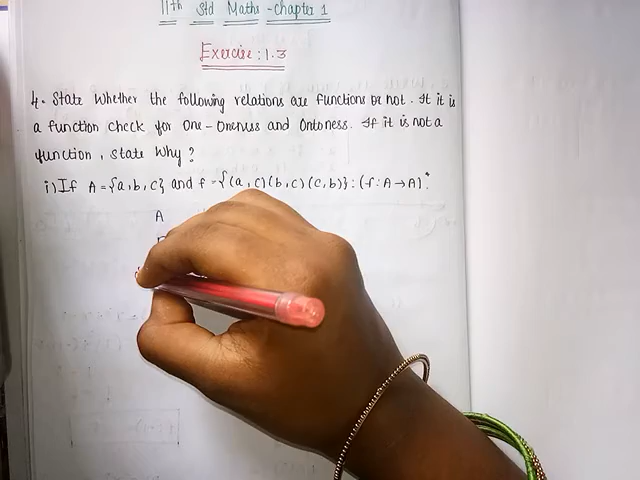 11th Std Maths - Chapter 1
Exercise : 1.3
4. State whether the following relations are functions or not. If it is
a function check for One-Oneness and Ontoness. If it is not a
function, state why?
i) If A = {a, b, c} and f = {(a, c) (b, c) (c, b)} : (f : A → A).
A